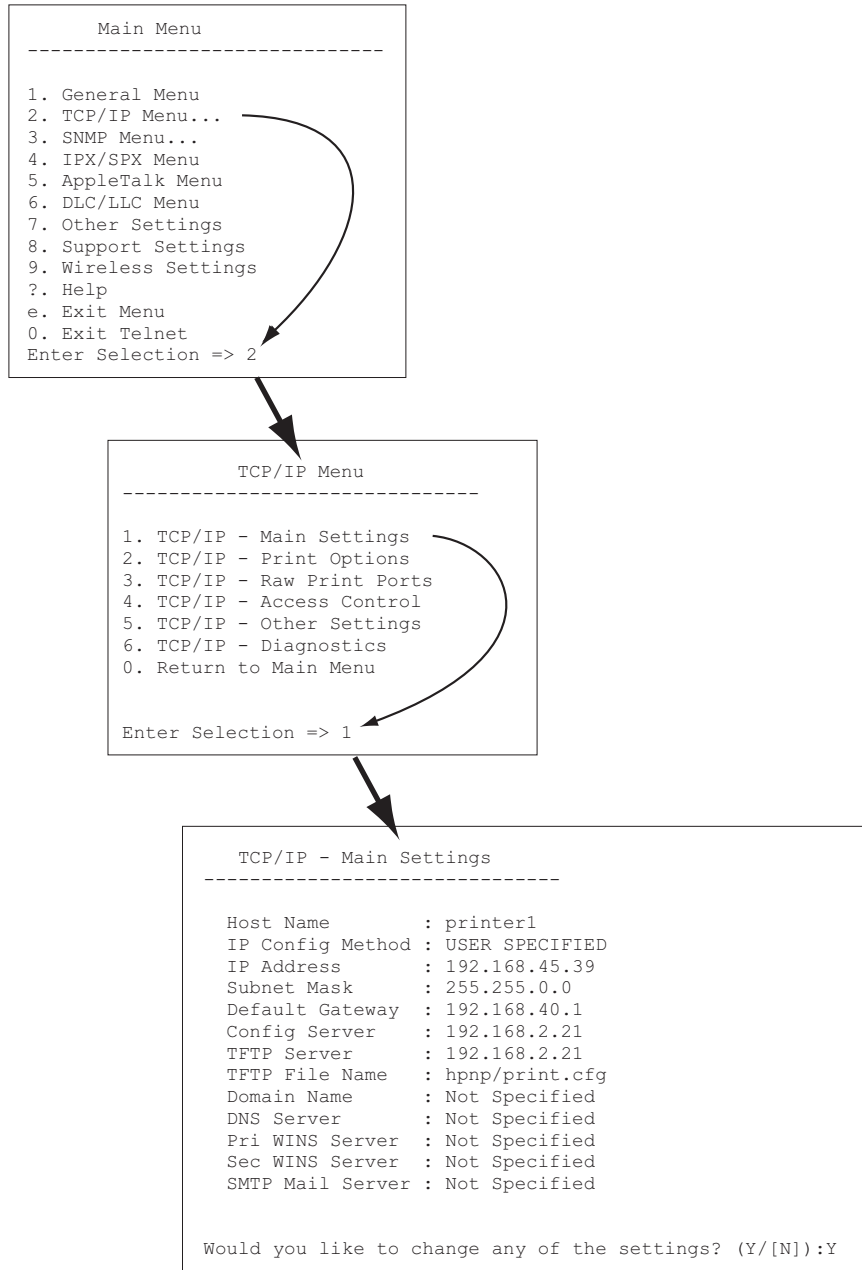 Main Menu
-------------------------------
1. General Menu
2. TCP/IP Menu...
3. SNMP Menu...
4. IPX/SPX Menu
5. AppleTalk Menu
6. DLC/LLC Menu
7. Other Settings
8. Support Settings
9. Wireless Settings
?. Help
e. Exit Menu
0. Exit Telnet
Enter Selection => 2
TCP/IP Menu
-------------------------------
1. TCP/IP - Main Settings
2. TCP/IP - Print Options
3. TCP/IP - Raw Print Ports
4. TCP/IP - Access Control
5. TCP/IP - Other Settings
6. TCP/IP - Diagnostics
0. Return to Main Menu
Enter Selection => 1
TCP/IP - Main Settings
-------------------------------
Host Name : printer1
IP Config Method : USER SPECIFIED
IP Address : 192.168.45.39
Subnet Mask : 255.255.0.0
Default Gateway : 192.168.40.1
Config Server : 192.168.2.21
TFTP Server : 192.168.2.21
TFTP File Name : hpnp/print.cfg
Domain Name : Not Specified
DNS Server : Not Specified
Pri WINS Server : Not Specified
Sec WINS Server : Not Specified
SMTP Mail Server : Not Specified
Would you like to change any of the settings? (Y/[N]):Y